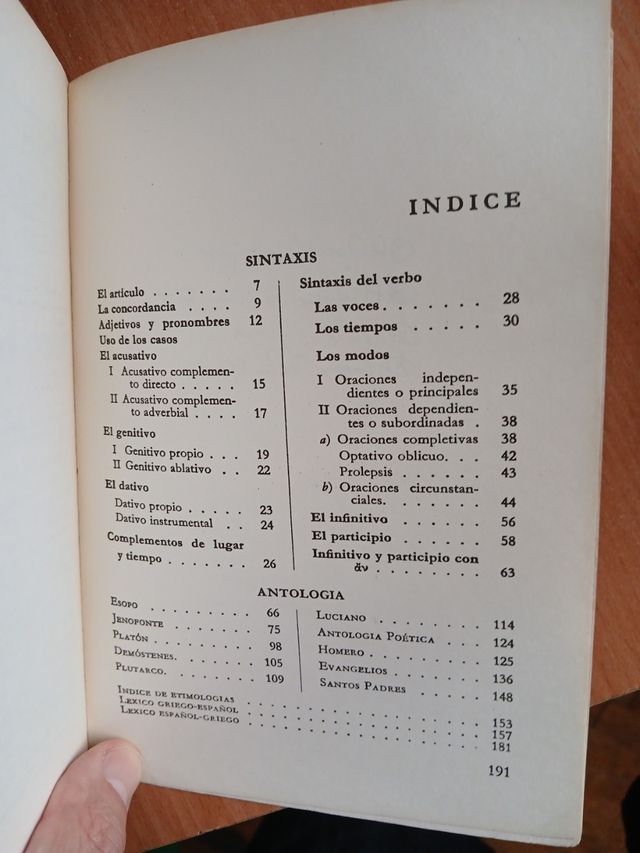 INDICE
SINTAXIS
El artículo . . . . . . . 7
La concordancia . . . . 9
Adjetivos y pronombres 12
Uso de los casos
El acusativo
I Acusativo complemen-
to directo . . . . . 15
II Acusativo complemen-
to adverbial . . . . 17
El genitivo
I Genitivo propio . . . 19
II Genitivo ablativo . . 22
El dativo
Dativo propio . . . . . 23
Dativo instrumental . . 24
Complementos de lugar
y tiempo . . . . . . . 26
Sintaxis del verbo
Las voces. . . . . . . 28
Los tiempos . . . . . 30
Los modos
I Oraciones indepen-
dientes o principales 35
II Oraciones dependien-
tes o subordinadas . 38
a) Oraciones completivas 38
Optativo oblicuo. . . 42
Prolepsis . . . . . . 43
b) Oraciones circunstan-
ciales. . . . . . . 44
El infinitivo . . . . . . 56
El participio . . . . . . 58
Infinitivo y participio con
ἄν . . . . . . . . 63
ANTOLOGIA
Esopo . . . . . . . . . 66
Jenofonte . . . . . . . 75
Platón . . . . . . . . . 98
Demóstenes. . . . . . . 105
Plutarco. . . . . . . . 109
Luciano . . . . . . . . 114
Antologia Poética . . . 124
Homero . . . . . . . . 125
Evangelios . . . . . . . 136
Santos Padres . . . . . 148
Indice de etimologias . . . . . . . . . . . . . 153
Lexico griego-español . . . . . . . . . . . . . 157
Lexico español-griego . . . . . . . . . . . . . 181
191